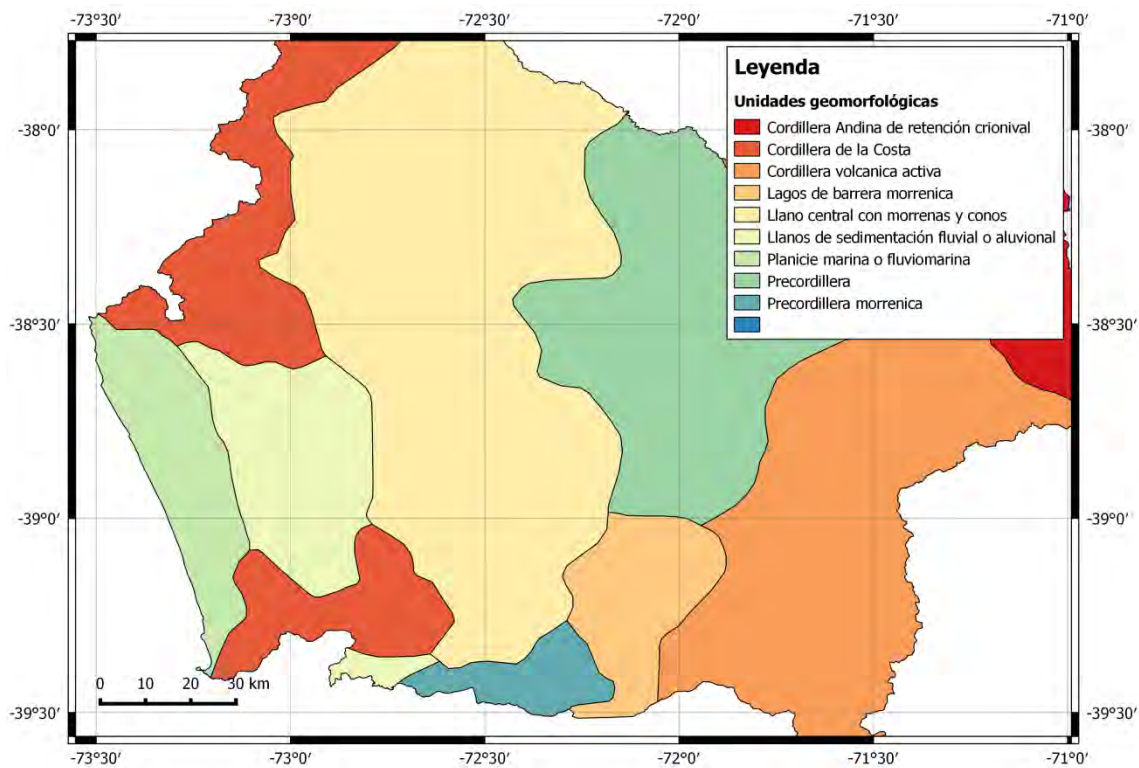 -73°30' -73°0' -72°30' -72°0' -71°30' -71°0'
Leyenda
Unidades geomorfológicas
Cordillera Andina de retención crionival
Cordillera de la Costa
Cordillera volcanica activa
Lagos de barrera morrenica
Llano central con morrenas y conos
Llanos de sedimentación fluvial o aluvional
Planicie marina o fluviomarina
Precordillera
Precordillera morrenica
-38°0' -38°0'
-38°30' -38°30'
-39°0' -39°0'
0 10 20 30 km
-39°30' -39°30'
-73°30' -73°0' -72°30' -72°0' -71°30' -71°0'